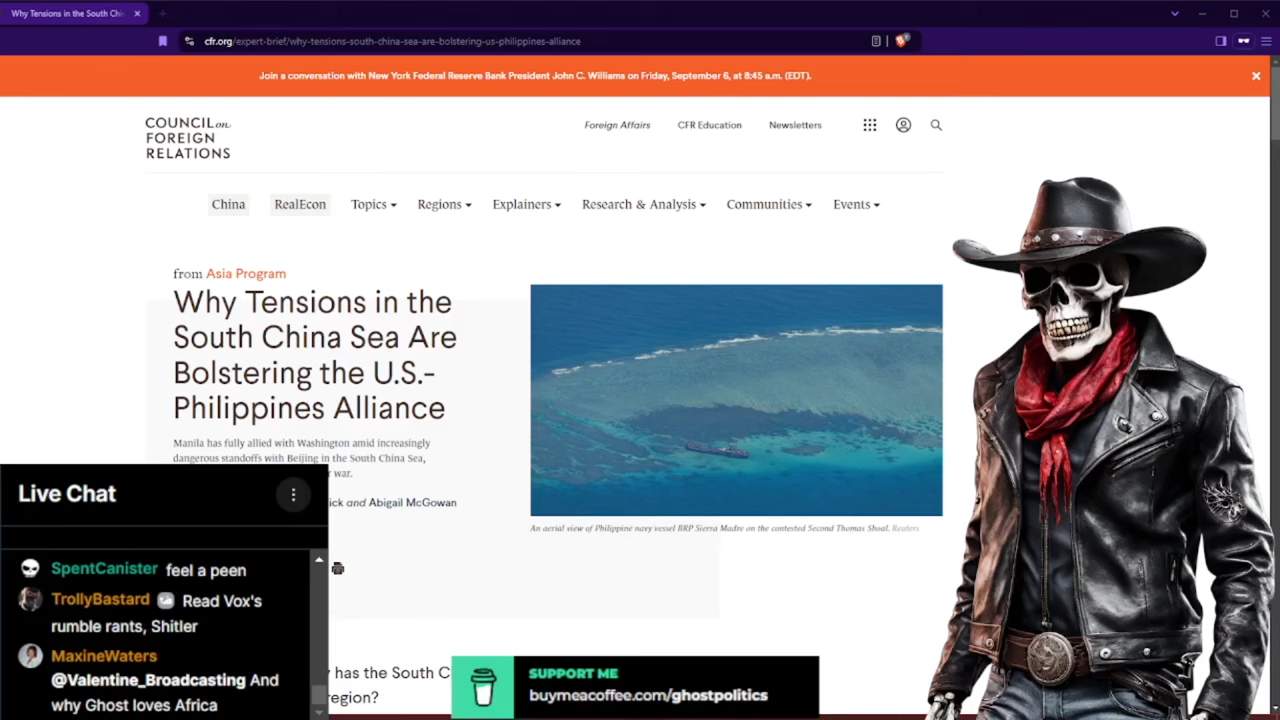 Why Tensions in the South Chi
cfr.org/expert-brief/why-tensions-south-china-sea-are-bolstering-us-philippines-alliance
Join a conversation with New York Federal Reserve Bank President John C. Williams on Friday, September 6, at 8:45 a.m. (EDT).
COUNCIL on
FOREIGN
RELATIONS
Foreign Affairs CFR Education Newsletters
China RealEcon Topics Regions Explainers Research & Analysis Communities Events
from Asia Program
Why Tensions in the
South China Sea Are
Bolstering the U.S.-
Philippines Alliance
Manila has fully allied with Washington amid increasingly
dangerous standoffs with Beijing in the South China Sea,
r war.
ick and Abigail McGowan
An aerial view of Philippine navy vessel BRP Sierra Madre on the contested Second Thomas Shoal. Reuters
Live Chat
SpentCanister feel a peen
TrollyBastard Read Vox's
rumble rants, Shitler
MaxineWaters
@Valentine_Broadcasting And
why Ghost loves Africa
y has the South C
region?
SUPPORT ME
buymeacoffee.com/ghostpolitics